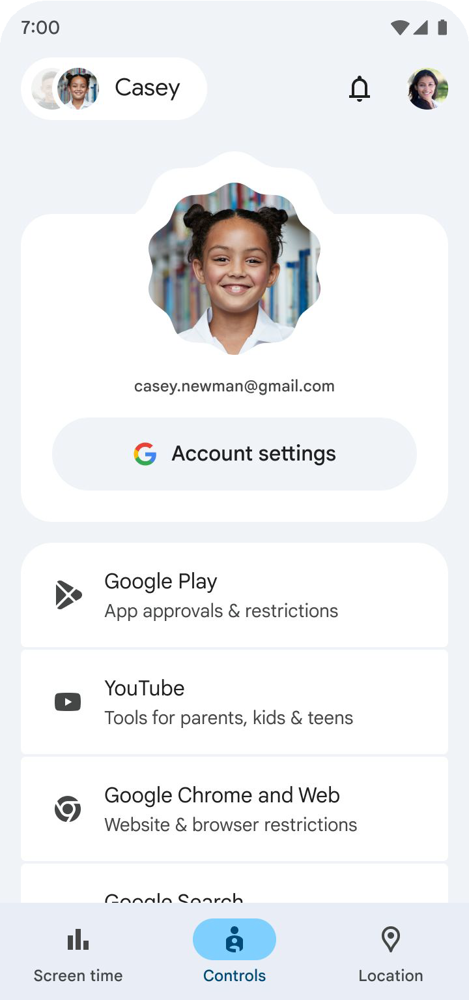 7:00
Casey
casey.newman@gmail.com
Account settings
Google Play
App approvals & restrictions
YouTube
Tools for parents, kids & teens
Google Chrome and Web
Website & browser restrictions
Google Search
Screen time
Controls
Location